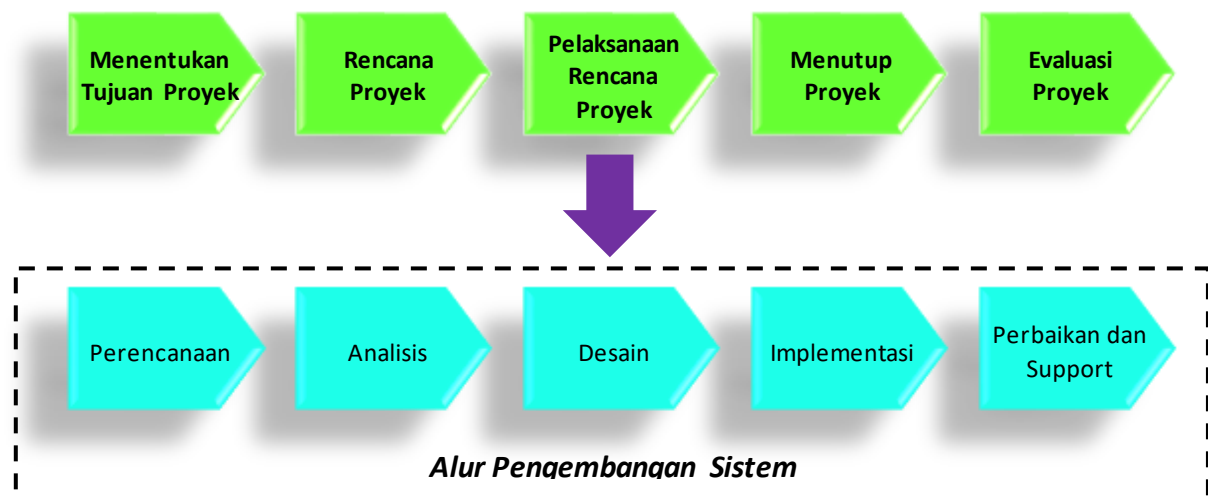 Menentukan
Tujuan Proyek
Rencana
Proyek
Pelaksanaan
Rencana
Proyek
Menutup
Proyek
Evaluasi
Proyek
Perencanaan
Analisis
Desain
Implementasi
Perbaikan dan
Support
Alur Pengembangan Sistem